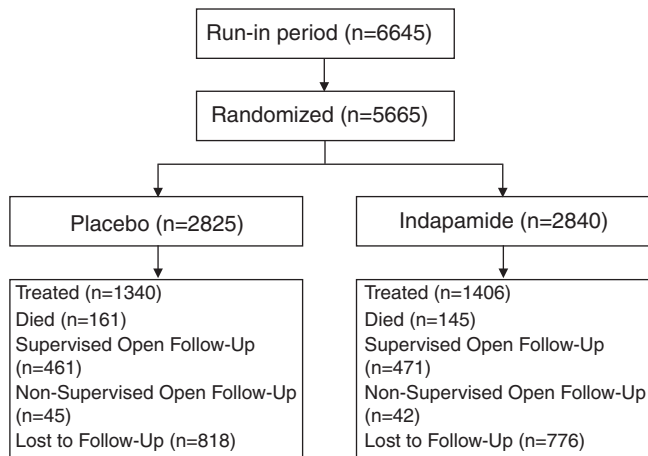 Run-in period (n=6645)
Randomized (n=5665)
Placebo (n=2825)
Indapamide (n=2840)
Treated (n=1340)
Died (n=161)
Supervised Open Follow-Up
(n=461)
Non-Supervised Open Follow-Up
(n=45)
Lost to Follow-Up (n=818)
Treated (n=1406)
Died (n=145)
Supervised Open Follow-Up
(n=471)
Non-Supervised Open Follow-Up
(n=42)
Lost to Follow-Up (n=776)